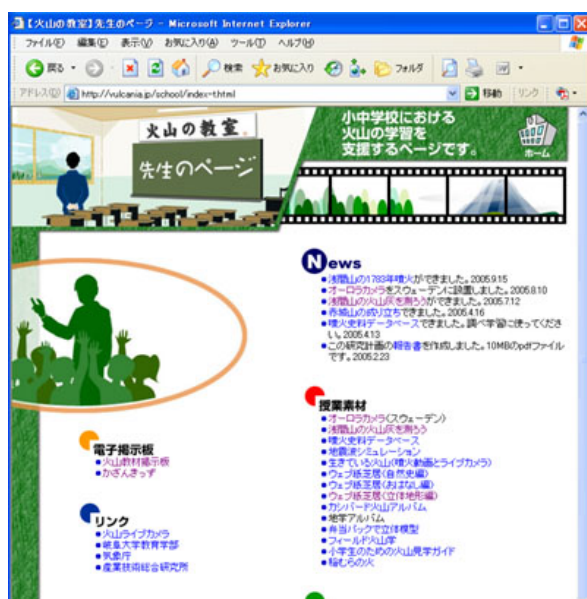 【火山の教室】先生のページ - Microsoft Internet Explorer
ファイル(F) 編集(E) 表示(V) お気に入り(A) ツール(T) ヘルプ(H)
戻る 検索 お気に入り フォルダ
アドレス(D) http://vulcania.jp/school/index-t.html 移動 リンク
火山の教室
先生のページ
小中学校における
火山の学習を
支援するページです。
ホーム
News
浅間山の1783年噴火ができました。2005.9.15
オーロラカメラをスウェーデンに設置しました。2005.8.10
浅間山の火山灰を測ろうができました。2005.7.12
赤城山の成り立ちできました。2005.4.16
噴火史料データベースできました。調べ学習に使ってくださ
い。2005.4.13
この研究計画の報告書を作成しました。10MBのpdfファイル
です。2005.2.23
授業素材
オーロラカメラ(スウェーデン)
浅間山の火山灰を測ろう
噴火史料データベース
地震波シミュレーション
生きている火山(噴火動画とライブカメラ)
ウェブ紙芝居(自然史編)
ウェブ紙芝居(おはなし編)
ウェブ紙芝居(立体地形編)
カシバード火山アルバム
地学アルバム
弁当パックで立体模型
フィールド火山学
小学生のための火山見学ガイド
稲むらの火
電子掲示板
火山教材掲示板
かざんきっず
リンク
火山ライブカメラ
岐阜大学教育学部
気象庁
産業技術総合研究所